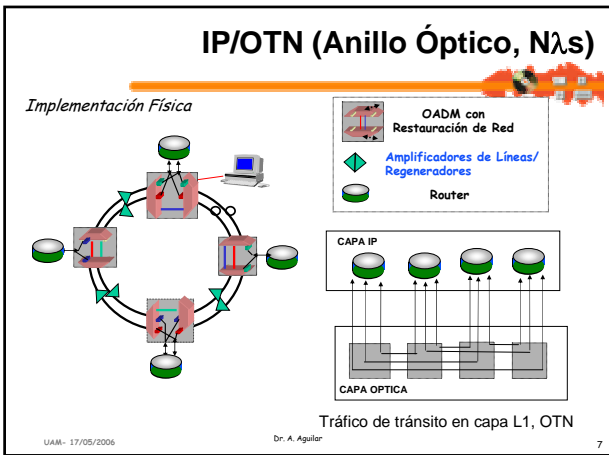 IP/OTN (Anillo Óptico, Nλs)
Implementación Física
OADM con
Restauración de Red
Amplificadores de Líneas/
Regeneradores
Router
CAPA IP
CAPA OPTICA
Tráfico de tránsito en capa L1, OTN
UAM- 17/05/2006
Dr. A. Aguilar
7